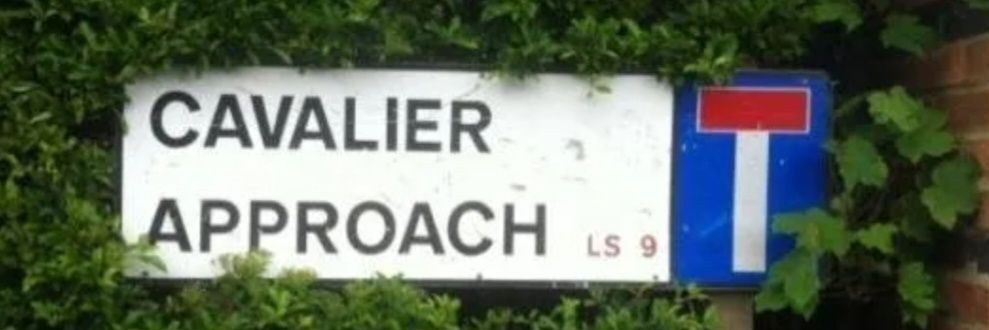 CAVALIER
APPROACH LS 9